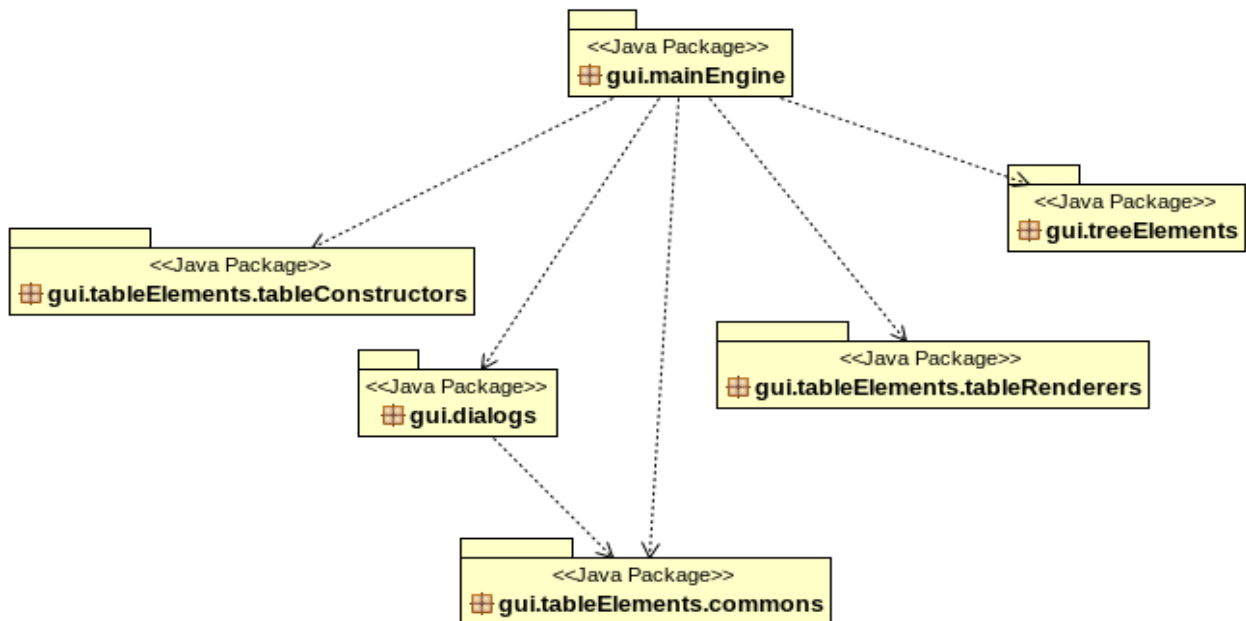 <<Java Package>>
gui.mainEngine
<<Java Package>>
gui.treeElements
<<Java Package>>
gui.tableElements.tableConstructors
<<Java Package>>
gui.tableElements.tableRenderers
<<Java Package>>
gui.dialogs
<<Java Package>>
gui.tableElements.commons